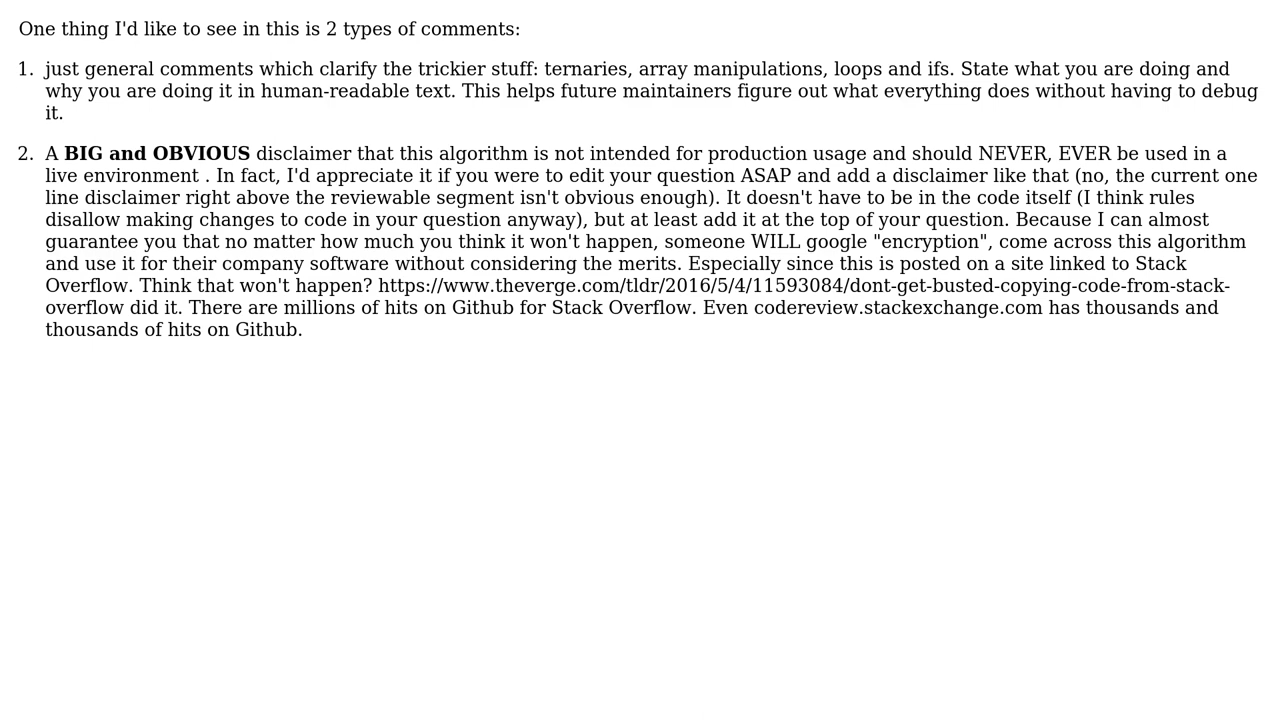 One thing I'd like to see in this is 2 types of comments:
1. just general comments which clarify the trickier stuff: ternaries, array manipulations, loops and ifs. State what you are doing and
why you are doing it in human-readable text. This helps future maintainers figure out what everything does without having to debug
it.
2. A BIG and OBVIOUS disclaimer that this algorithm is not intended for production usage and should NEVER, EVER be used in a
live environment . In fact, I'd appreciate it if you were to edit your question ASAP and add a disclaimer like that (no, the current one
line disclaimer right above the reviewable segment isn't obvious enough). It doesn't have to be in the code itself (I think rules
disallow making changes to code in your question anyway), but at least add it at the top of your question. Because I can almost
guarantee you that no matter how much you think it won't happen, someone WILL google "encryption", come across this algorithm
and use it for their company software without considering the merits. Especially since this is posted on a site linked to Stack
Overflow. Think that won't happen? https://www.theverge.com/tldr/2016/5/4/11593084/dont-get-busted-copying-code-from-stack-
overflow did it. There are millions of hits on Github for Stack Overflow. Even codereview.stackexchange.com has thousands and
thousands of hits on Github.